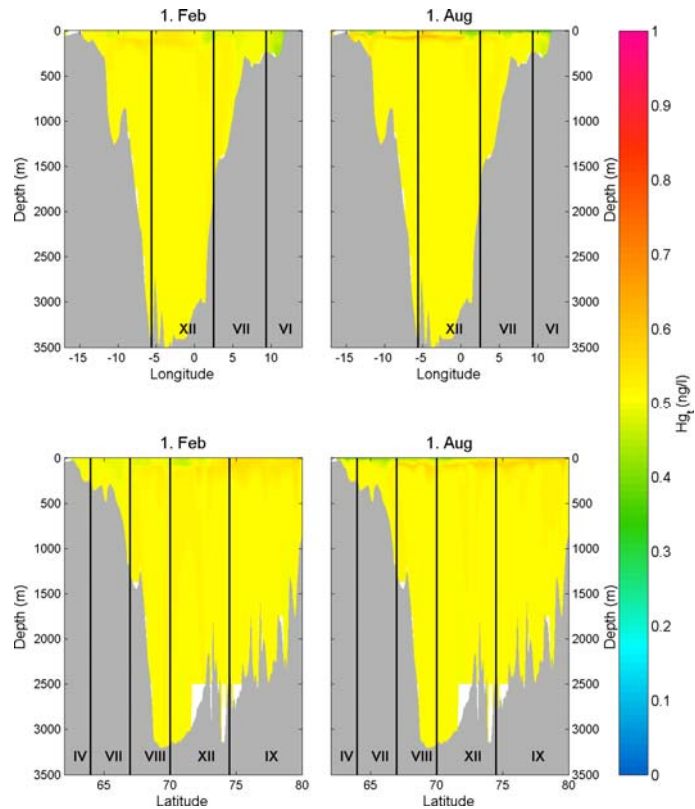 1. Feb
1. Aug
0
500
1000
1500
2000
2500
3000
3500
Depth (m)
-15 -10 -5 0 5 10
Longitude
XII VII VI
0
500
1000
1500
2000
2500
3000
3500
Depth (m)
-15 -10 -5 0 5 10
Longitude
XII VII VI
1. Feb
1. Aug
0
500
1000
1500
2000
2500
3000
3500
Depth (m)
65 70 75 80
Latitude
IV VII VIII XII IX
0
500
1000
1500
2000
2500
3000
3500
Depth (m)
65 70 75 80
Latitude
IV VII VIII XII IX
1
0.9
0.8
0.7
0.6
0.5
0.4
0.3
0.2
0.1
0
Hgt (ng/l)